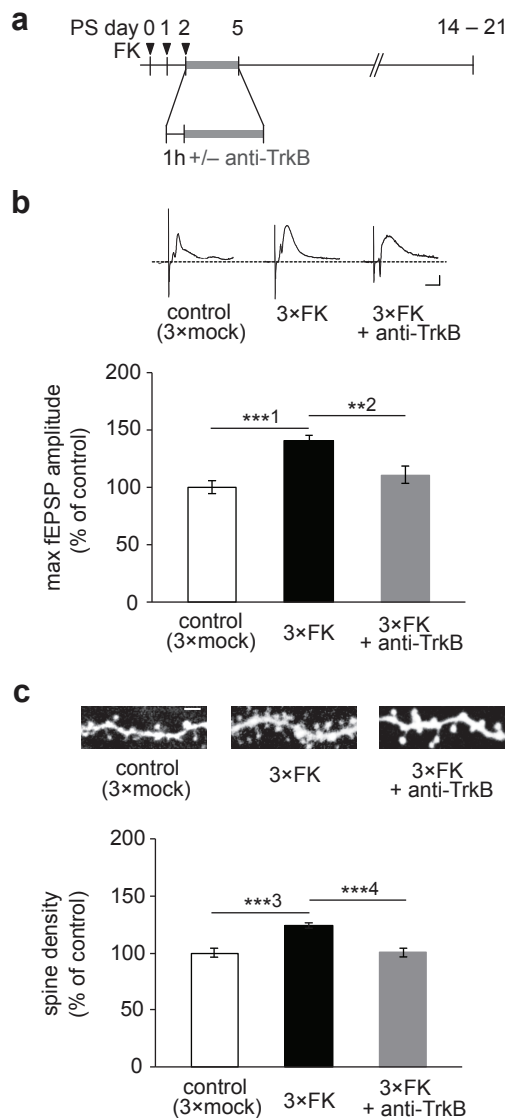 a
PS day 0 1 2 5 14 – 21
FK
1h +/– anti-TrkB
b
control
(3×mock)
3×FK
3×FK
+ anti-TrkB
200
150
100
50
0
max fEPSP amplitude
(% of control)
***1
**2
control
(3×mock)
3×FK
3×FK
+ anti-TrkB
c
control
(3×mock)
3×FK
3×FK
+ anti-TrkB
200
150
100
50
0
spine density
(% of control)
***3
***4
control
(3×mock)
3×FK
3×FK
+ anti-TrkB